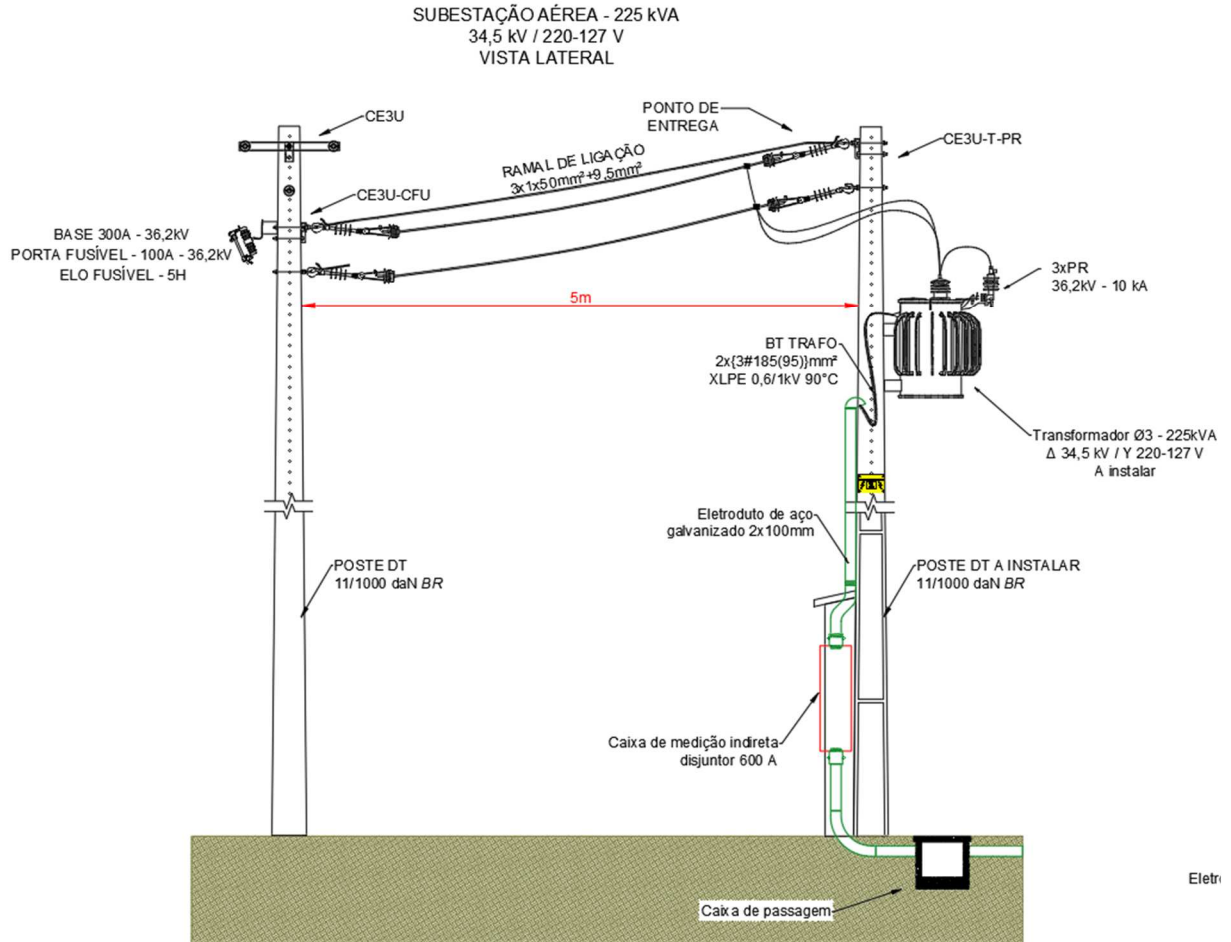 SUBESTAÇÃO AÉREA - 225 kVA
34,5 kV / 220-127 V
VISTA LATERAL
CE3U
PONTO DE
ENTREGA
CE3U-T-PR
RAMAL DE LIGAÇÃO
3x1x50mm²+9,5mm²
CE3U-CFU
BASE 300A - 36,2kV
PORTA FUSÍVEL - 100A - 36,2kV
ELO FUSÍVEL - 5H
3xPR
36,2kV - 10 kA
5m
BT TRAFO
2x{3#185(95)}mm²
XLPE 0,6/1kV 90°C
Transformador Ø3 - 225kVA
Δ 34,5 kV / Y 220-127 V
A instalar
Eletroduto de aço
galvanizado 2x100mm
POSTE DT
11/1000 daN BR
POSTE DT A INSTALAR
11/1000 daN BR
Caixa de medição indireta
disjuntor 600 A
Eletr
Caixa de passagem